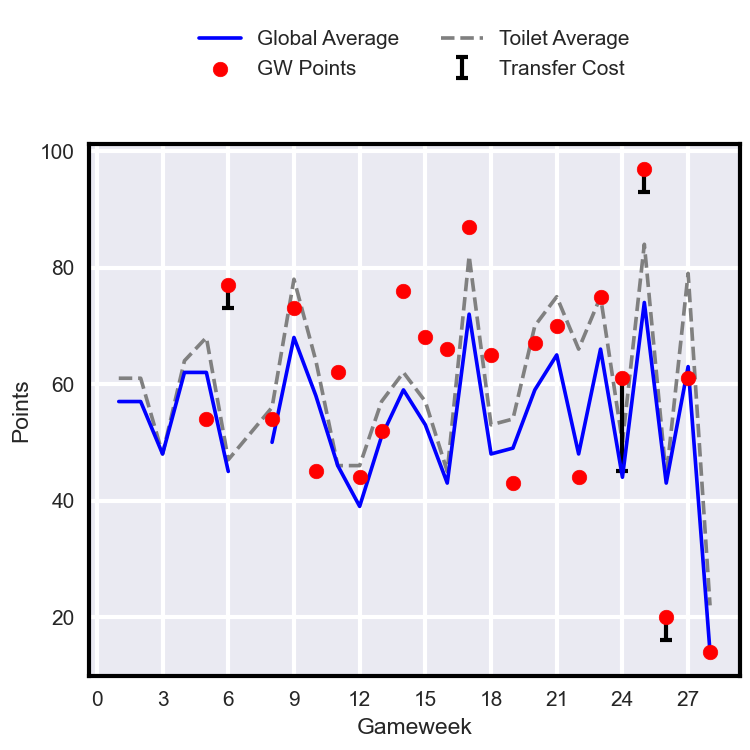 Global Average
Toilet Average
GW Points
Transfer Cost
100
80
60
40
20
Points
0 3 6 9 12 15 18 21 24 27
Gameweek